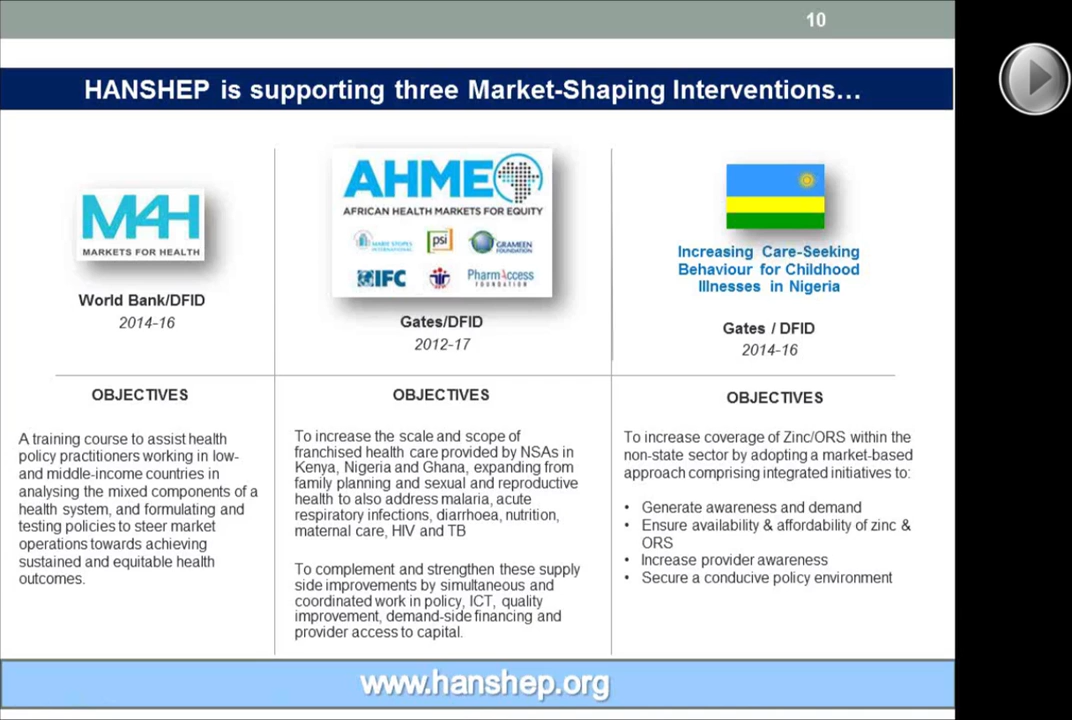 10
HANSHEP is supporting three Market-Shaping Interventions...
M4H
MARKETS FOR HEALTH
World Bank/DFID
2014-16
AHME
AFRICAN HEALTH MARKETS FOR EQUITY
MARIE STOPES
INTERNATIONAL
psi
GRAMEEN
FOUNDATION
IFC
PharmAccess
FOUNDATION
Gates/DFID
2012-17
Increasing Care-Seeking
Behaviour for Childhood
Illnesses in Nigeria
Gates / DFID
2014-16
OBJECTIVES
A training course to assist health
policy practitioners working in low-
and middle-income countries in
analysing the mixed components of a
health system, and formulating and
testing policies to steer market
operations towards achieving
sustained and equitable health
outcomes.
OBJECTIVES
To increase the scale and scope of
franchised health care provided by NSAs in
Kenya, Nigeria and Ghana, expanding from
family planning and sexual and reproductive
health to also address malaria, acute
respiratory infections, diarrhoea, nutrition,
maternal care, HIV and TB
To complement and strengthen these supply
side improvements by simultaneous and
coordinated work in policy, ICT, quality
improvement, demand-side financing and
provider access to capital.
OBJECTIVES
To increase coverage of Zinc/ORS within the
non-state sector by adopting a market-based
approach comprising integrated initiatives to:
• Generate awareness and demand
• Ensure availability & affordability of zinc &
ORS
• Increase provider awareness
• Secure a conducive policy environment
www.hanshep.org